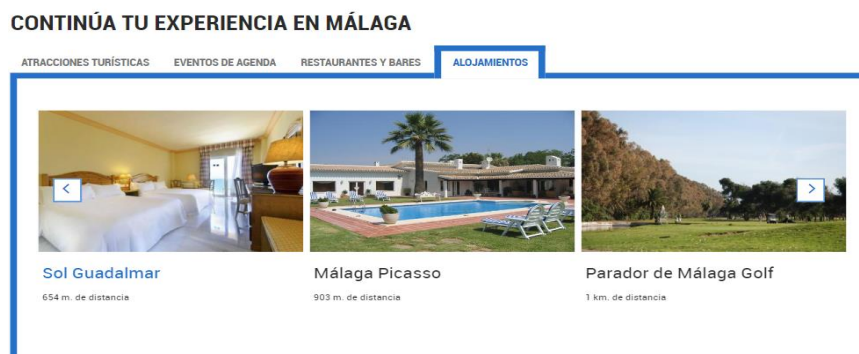 CONTINÚA TU EXPERIENCIA EN MÁLAGA
ATRACCIONES TURÍSTICAS EVENTOS DE AGENDA RESTAURANTES Y BARES ALOJAMIENTOS
Sol Guadalmar Málaga Picasso Parador de Málaga Golf
654 m. de distancia 903 m. de distancia 1 km. de distancia